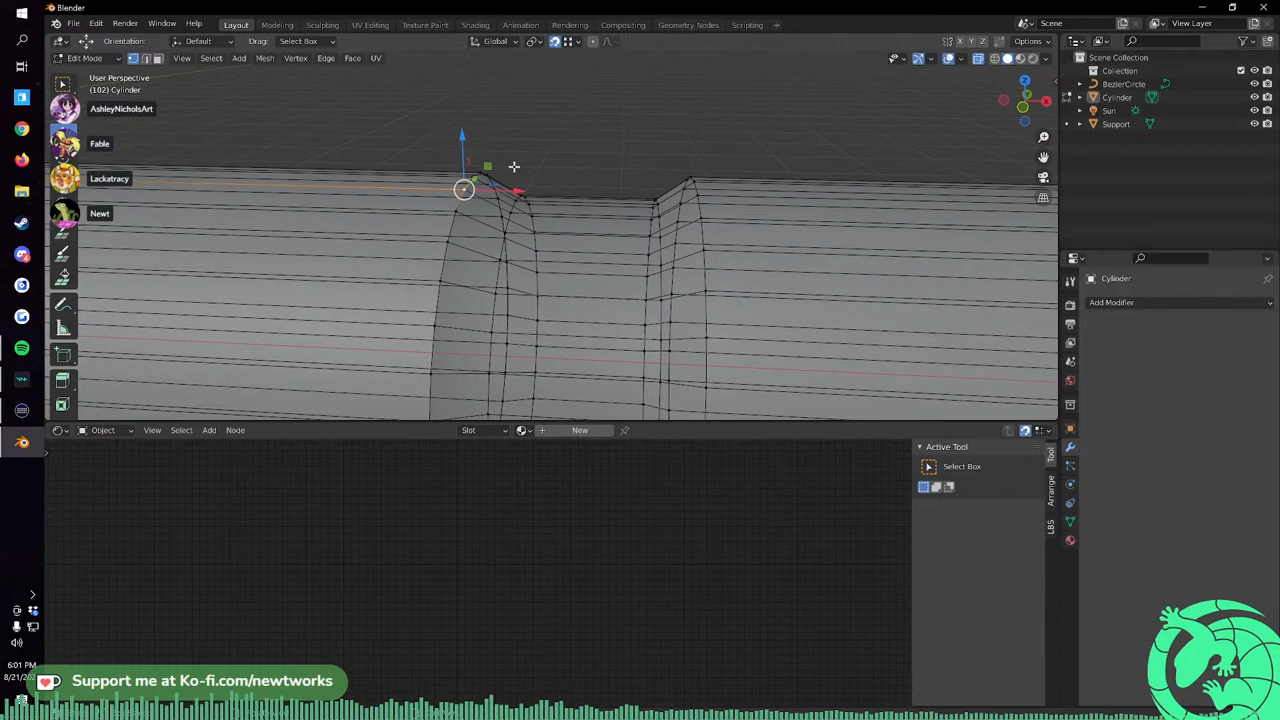 Blender
File Edit Render Window Help
Layout Modeling Sculpting UV Editing Texture Paint Shading Animation Rendering Compositing Geometry Nodes Scripting
Scene
View Layer
Orientation: Default Drag: Select Box
Global
Options
Edit Mode View Select Add Mesh Vertex Edge Face UV
X Y Z
User Perspective
(102) Cylinder
AshleyNicholsArt
Fable
Lackatracy
Newt
Z
X
Scene Collection
Collection
BezierCircle
Cylinder
Sun
Support
Cylinder
Add Modifier
Object View Select Add Node
Slot
New
Active Tool
Select Box
Tool
Arrange
LBS
6:01 PM
Support me at Ko-fi.com/newtworks